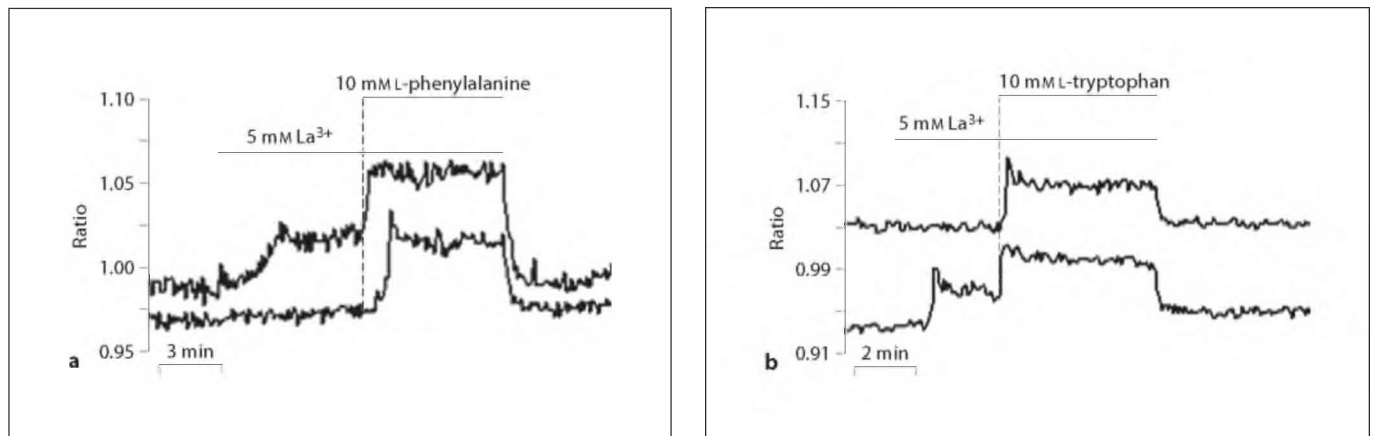 10 mM L-phenylalanine
1.10
5 mM La³⁺
1.05
Ratio
1.00
0.95
3 min
a
10 mM L-tryptophan
1.15
5 mM La³⁺
1.07
Ratio
0.99
0.91
2 min
b